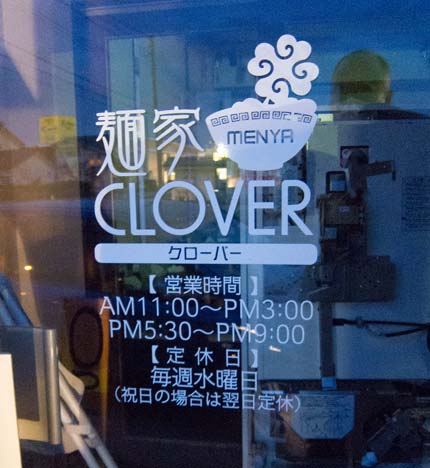 麺家
MENYA
CLOVER
クローバー
【営業時間】
AM11:00～PM3:00
PM5:30～PM9:00
【定休日】
毎週水曜日
(祝日の場合は翌日定休)